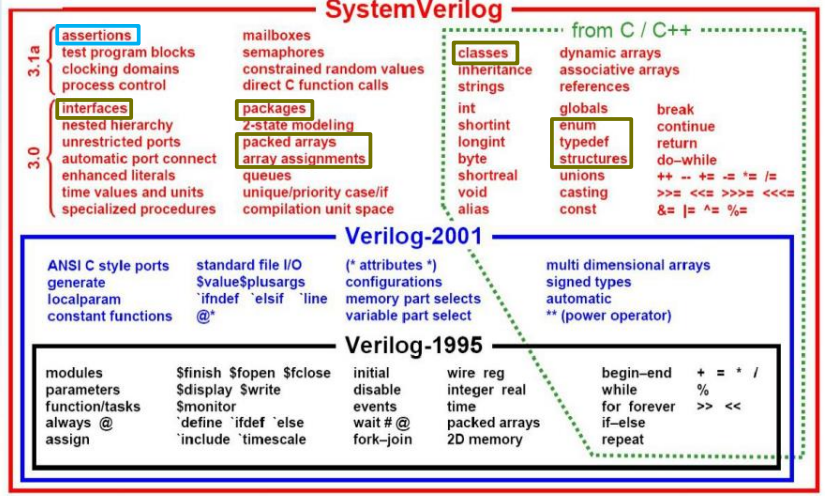 SystemVerilog
from C / C++
3.1a
assertions mailboxes classes dynamic arrays
test program blocks semaphores inheritance associative arrays
clocking domains constrained random values strings references
process control direct C function calls
3.0
interfaces packages int globals break
nested hierarchy 2-state modeling shortint enum continue
unrestricted ports packed arrays longint typedef return
automatic port connect array assignments byte structures do–while
enhanced literals queues shortreal unions ++ -- += -= *= /=
time values and units unique/priority case/if void casting >>= <<= >>>= <<<=
specialized procedures compilation unit space alias const &= |= ^= %=
Verilog-2001
ANSI C style ports standard file I/O (* attributes *) multi dimensional arrays
generate $value$plusargs configurations signed types
localparam `ifndef `elsif `line memory part selects automatic
constant functions @* variable part select ** (power operator)
Verilog-1995
modules $finish $fopen $fclose initial wire reg begin–end + = * /
parameters $display $write disable integer real while %
function/tasks $monitor events time for forever >> <<
always @ `define `ifdef `else wait # @ packed arrays if–else
assign `include `timescale fork–join 2D memory repeat